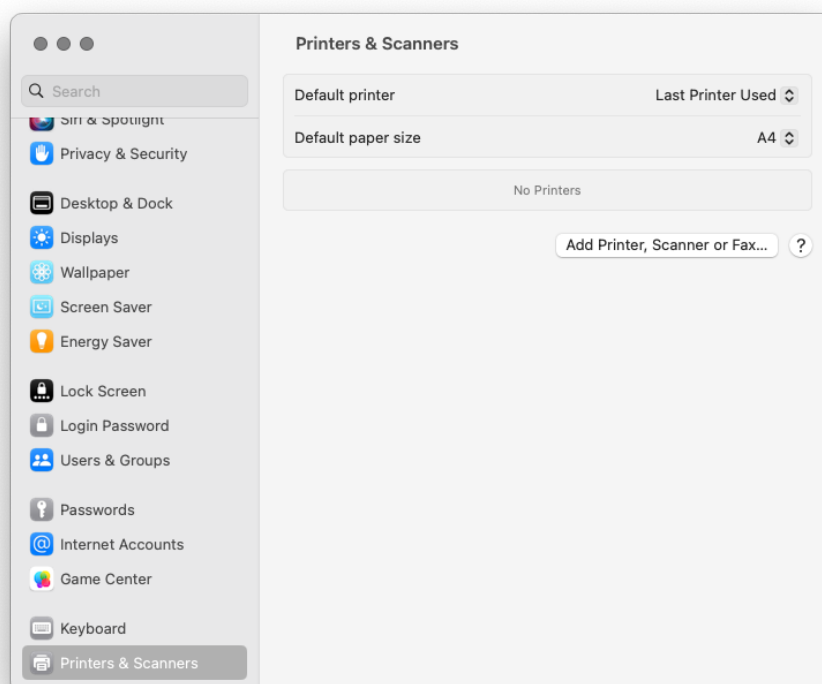 Search
Siri & Spotlight
Privacy & Security
Desktop & Dock
Displays
Wallpaper
Screen Saver
Energy Saver
Lock Screen
Login Password
Users & Groups
Passwords
Internet Accounts
Game Center
Keyboard
Printers & Scanners
Printers & Scanners
Default printer Last Printer Used
Default paper size A4
No Printers
Add Printer, Scanner or Fax... ?